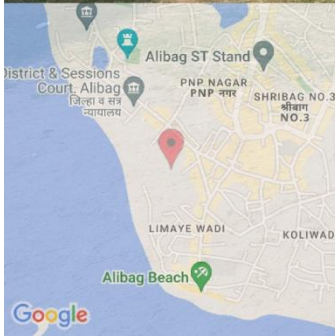 Alibag ST Stand
District & Sessions
Court, Alibag
जिल्हा व सत्र
न्यायालय
PNP NAGAR
PNP नगर
SHRIBAG NO.3
श्रीबाग
NO.3
LIMAYE WADI
KOLIWAD
Alibag Beach
Google